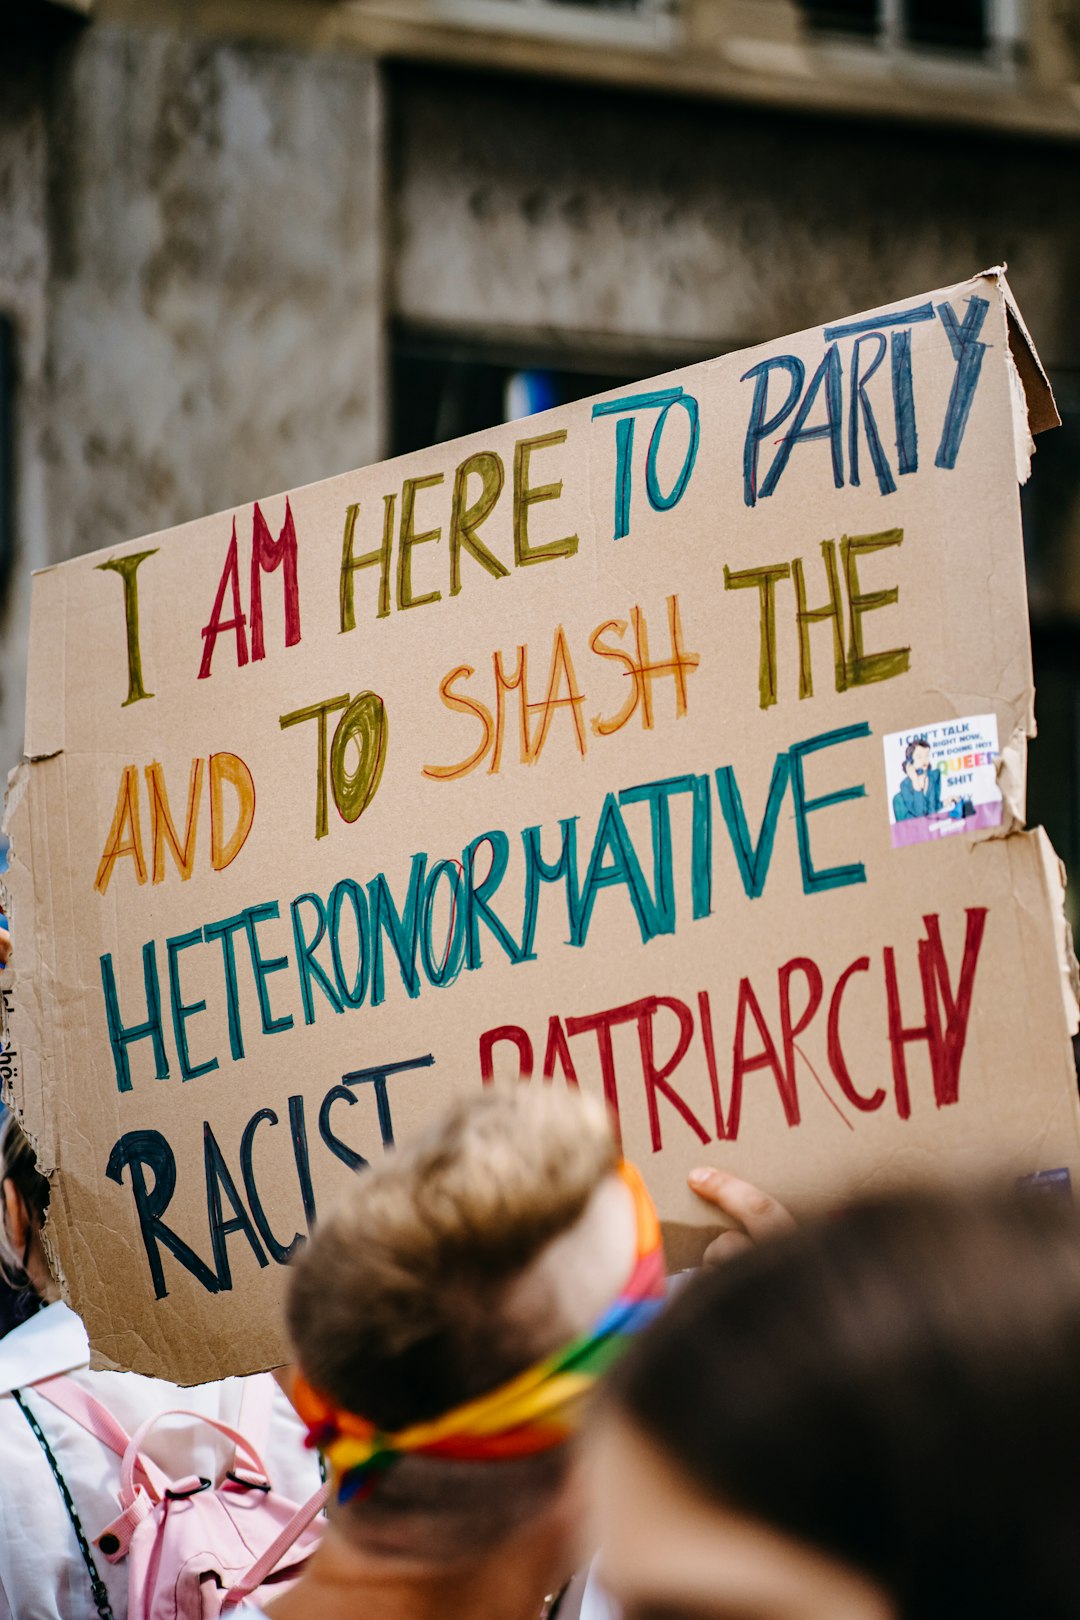 I AM HERE TO PARTY
AND TO SMASH THE
HETERONORMATIVE
RACIST PATRIARCHY
I CAN'T TALK
RIGHT NOW,
I'M DOING HOT
QUEER
SHIT